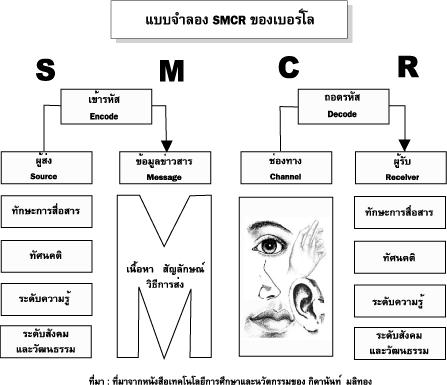 แบบจำลอง SMCR ของเบอร์โล
S M C R
เข้ารหัส
Encode
ถอดรหัส
Decode
ผู้ส่ง
Source
ข้อมูลข่าวสาร
Message
ช่องทาง
Channel
ผู้รับ
Receiver
ทักษะการสื่อสาร
ทัศนคติ
ระดับความรู้
ระดับสังคม
และวัฒนธรรม
เนื้อหา สัญลักษณ์
วิธีการส่ง
ทักษะการสื่อสาร
ทัศนคติ
ระดับความรู้
ระดับสังคม
และวัฒนธรรม
ที่มา : ที่มาจากหนังสือเทคโนโลยีการศึกษาและนวัตกรรมของ กิดานันท์ มลิทอง